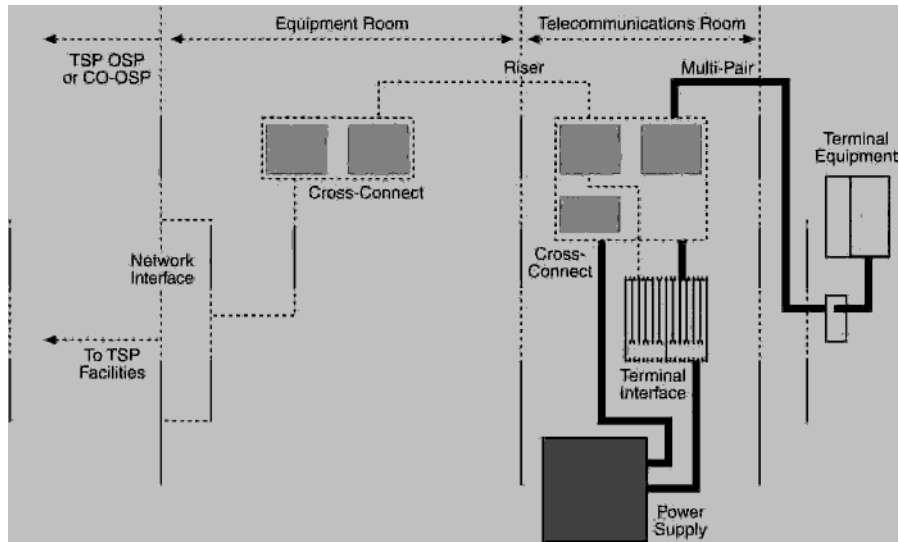 Equipment Room
Telecommunications Room
TSP OSP
or CO-OSP
Riser
Multi-Pair
Terminal
Equipment
Cross-Connect
Network
Interface
Cross-
Connect
To TSP
Facilities
Terminal
Interface
Power
Supply